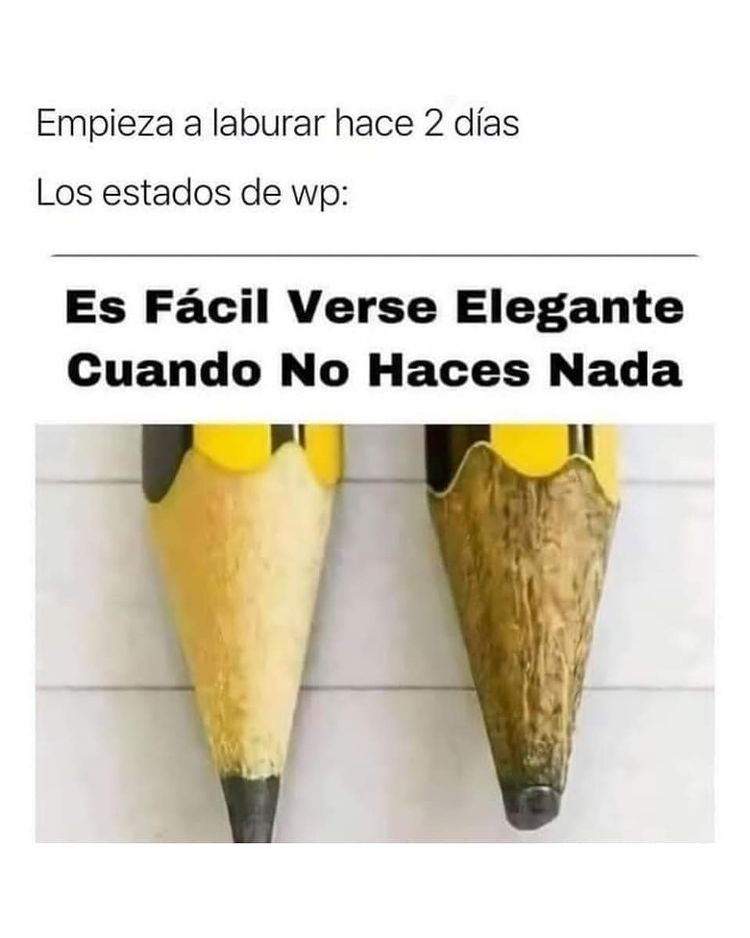 Empieza a laburar hace 2 días
Los estados de wp:
Es Fácil Verse Elegante
Cuando No Haces Nada